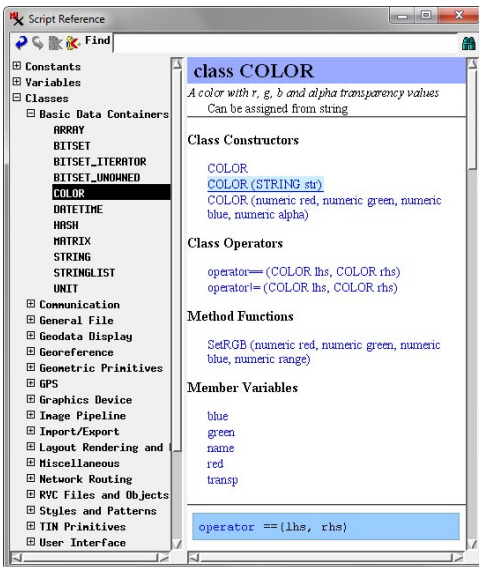 Script Reference
Find
Constants
Variables
Classes
Basic Data Containers
ARRAY
BITSET
BITSET_ITERATOR
BITSET_UNOWNED
COLOR
DATETIME
HASH
MATRIX
STRING
STRINGLIST
UNIT
Communication
General File
Geodata Display
Georeference
Geometric Primitives
GPS
Graphics Device
Image Pipeline
Import/Export
Layout Rendering and
Miscellaneous
Network Routing
RVC Files and Objects
Styles and Patterns
TIN Primitives
User Interface
class COLOR
A color with r, g, b and alpha transparency values
Can be assigned from string
Class Constructors
COLOR
COLOR (STRING str)
COLOR (numeric red, numeric green, numeric
blue, numeric alpha)
Class Operators
operator== (COLOR lhs, COLOR rhs)
operator!= (COLOR lhs, COLOR rhs)
Method Functions
SetRGB (numeric red, numeric green, numeric
blue, numeric range)
Member Variables
blue
green
name
red
transp
operator ==(lhs, rhs)